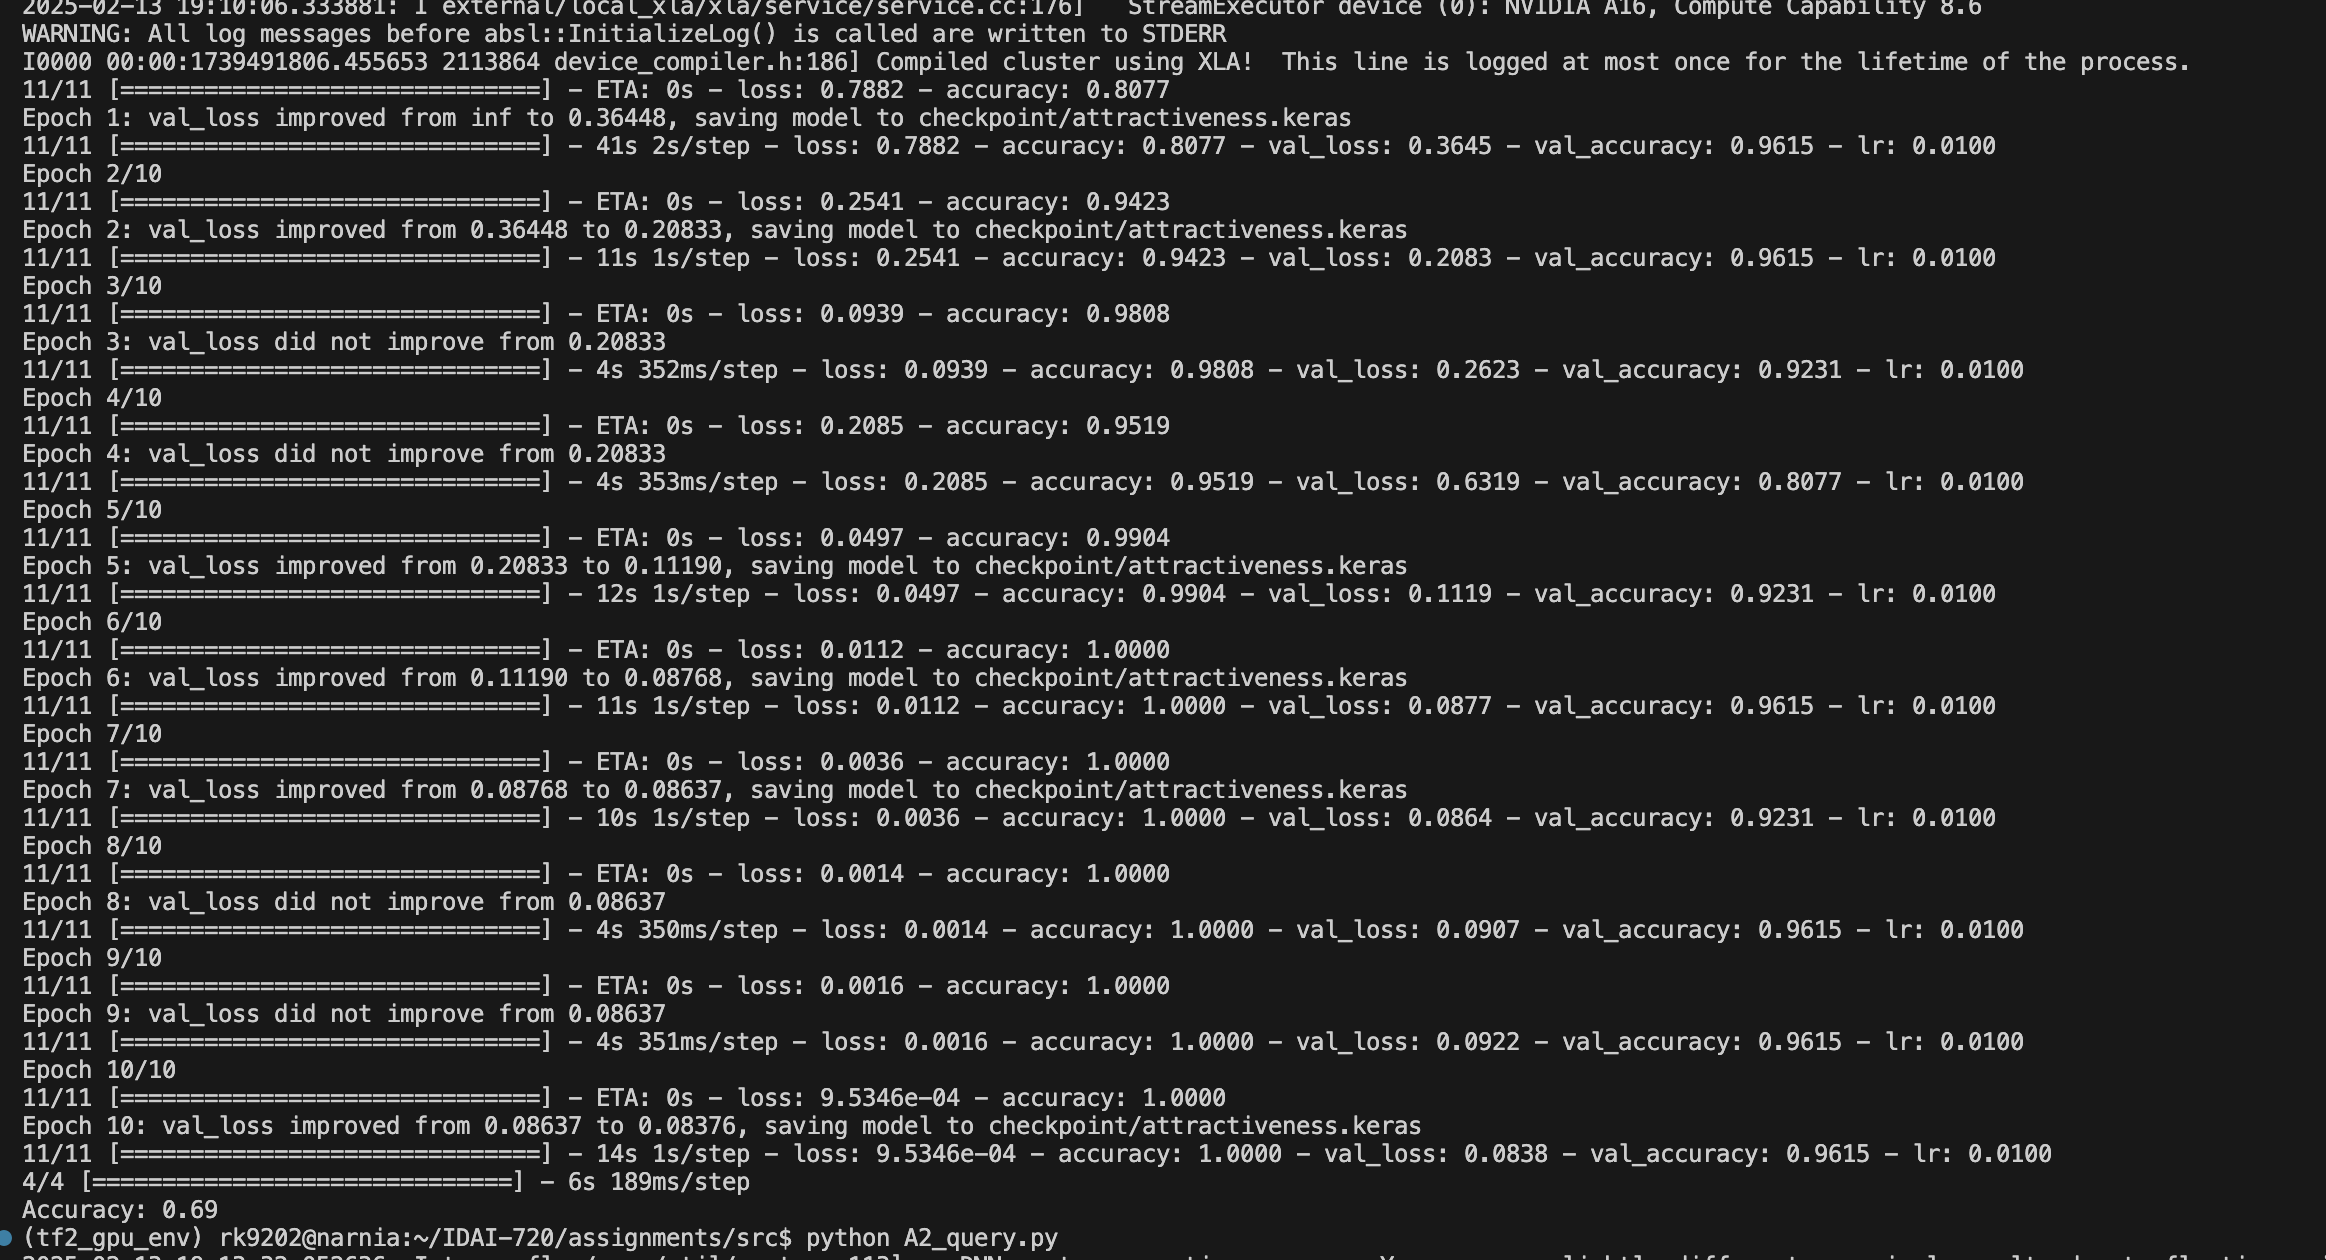 2025-02-13 19:10:06.333881: I external/local_xla/xla/service/service.cc:176]   StreamExecutor device (0): NVIDIA A16, Compute Capability 8.6
WARNING: All log messages before absl::InitializeLog() is called are written to STDERR
I0000 00:00:1739491806.455653 2113864 device_compiler.h:186] Compiled cluster using XLA!  This line is logged at most once for the lifetime of the process.
11/11 [==============================] - ETA: 0s - loss: 0.7882 - accuracy: 0.8077
Epoch 1: val_loss improved from inf to 0.36448, saving model to checkpoint/attractiveness.keras
11/11 [==============================] - 41s 2s/step - loss: 0.7882 - accuracy: 0.8077 - val_loss: 0.3645 - val_accuracy: 0.9615 - lr: 0.0100
Epoch 2/10
11/11 [==============================] - ETA: 0s - loss: 0.2541 - accuracy: 0.9423
Epoch 2: val_loss improved from 0.36448 to 0.20833, saving model to checkpoint/attractiveness.keras
11/11 [==============================] - 11s 1s/step - loss: 0.2541 - accuracy: 0.9423 - val_loss: 0.2083 - val_accuracy: 0.9615 - lr: 0.0100
Epoch 3/10
11/11 [==============================] - ETA: 0s - loss: 0.0939 - accuracy: 0.9808
Epoch 3: val_loss did not improve from 0.20833
11/11 [==============================] - 4s 352ms/step - loss: 0.0939 - accuracy: 0.9808 - val_loss: 0.2623 - val_accuracy: 0.9231 - lr: 0.0100
Epoch 4/10
11/11 [==============================] - ETA: 0s - loss: 0.2085 - accuracy: 0.9519
Epoch 4: val_loss did not improve from 0.20833
11/11 [==============================] - 4s 353ms/step - loss: 0.2085 - accuracy: 0.9519 - val_loss: 0.6319 - val_accuracy: 0.8077 - lr: 0.0100
Epoch 5/10
11/11 [==============================] - ETA: 0s - loss: 0.0497 - accuracy: 0.9904
Epoch 5: val_loss improved from 0.20833 to 0.11190, saving model to checkpoint/attractiveness.keras
11/11 [==============================] - 12s 1s/step - loss: 0.0497 - accuracy: 0.9904 - val_loss: 0.1119 - val_accuracy: 0.9231 - lr: 0.0100
Epoch 6/10
11/11 [==============================] - ETA: 0s - loss: 0.0112 - accuracy: 1.0000
Epoch 6: val_loss improved from 0.11190 to 0.08768, saving model to checkpoint/attractiveness.keras
11/11 [==============================] - 11s 1s/step - loss: 0.0112 - accuracy: 1.0000 - val_loss: 0.0877 - val_accuracy: 0.9615 - lr: 0.0100
Epoch 7/10
11/11 [==============================] - ETA: 0s - loss: 0.0036 - accuracy: 1.0000
Epoch 7: val_loss improved from 0.08768 to 0.08637, saving model to checkpoint/attractiveness.keras
11/11 [==============================] - 10s 1s/step - loss: 0.0036 - accuracy: 1.0000 - val_loss: 0.0864 - val_accuracy: 0.9231 - lr: 0.0100
Epoch 8/10
11/11 [==============================] - ETA: 0s - loss: 0.0014 - accuracy: 1.0000
Epoch 8: val_loss did not improve from 0.08637
11/11 [==============================] - 4s 350ms/step - loss: 0.0014 - accuracy: 1.0000 - val_loss: 0.0907 - val_accuracy: 0.9615 - lr: 0.0100
Epoch 9/10
11/11 [==============================] - ETA: 0s - loss: 0.0016 - accuracy: 1.0000
Epoch 9: val_loss did not improve from 0.08637
11/11 [==============================] - 4s 351ms/step - loss: 0.0016 - accuracy: 1.0000 - val_loss: 0.0922 - val_accuracy: 0.9615 - lr: 0.0100
Epoch 10/10
11/11 [==============================] - ETA: 0s - loss: 9.5346e-04 - accuracy: 1.0000
Epoch 10: val_loss improved from 0.08637 to 0.08376, saving model to checkpoint/attractiveness.keras
11/11 [==============================] - 14s 1s/step - loss: 9.5346e-04 - accuracy: 1.0000 - val_loss: 0.0838 - val_accuracy: 0.9615 - lr: 0.0100
4/4 [==============================] - 6s 189ms/step
Accuracy: 0.69
(tf2_gpu_env) rk9202@narnia:~/IDAI-720/assignments/src$ python A2_query.py